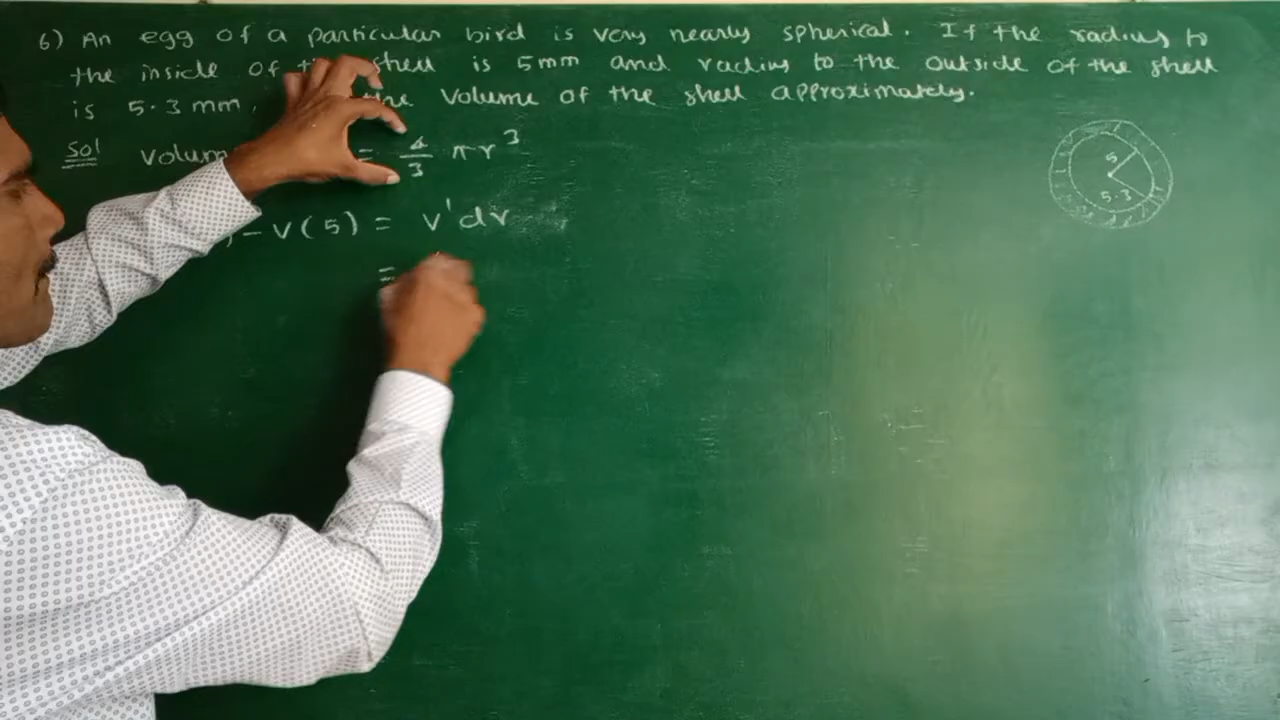 6) An egg of a particular bird is very nearly spherical. If the radius to
the inside of shell is 5mm and radius to the outside of the shell
is 5.3 mm, the volume of the shell approximately.
Sol = 4/3 πr³
- V(5) = V'dr
=
5
5.3